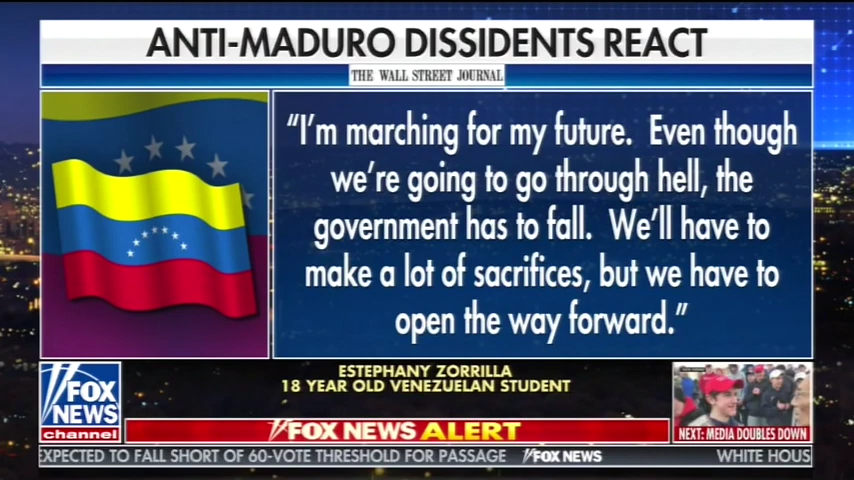 ANTI-MADURO DISSIDENTS REACT
THE WALL STREET JOURNAL
“I’m marching for my future. Even though
we’re going to go through hell, the
government has to fall. We’ll have to
make a lot of sacrifices, but we have to
open the way forward.”
ESTEPHANY ZORRILLA
18 YEAR OLD VENEZUELAN STUDENT
FOX
NEWS
channel
FOX NEWS ALERT
NEXT: MEDIA DOUBLES DOWN
EXPECTED TO FALL SHORT OF 60-VOTE THRESHOLD FOR PASSAGE FOX NEWS WHITE HOUS